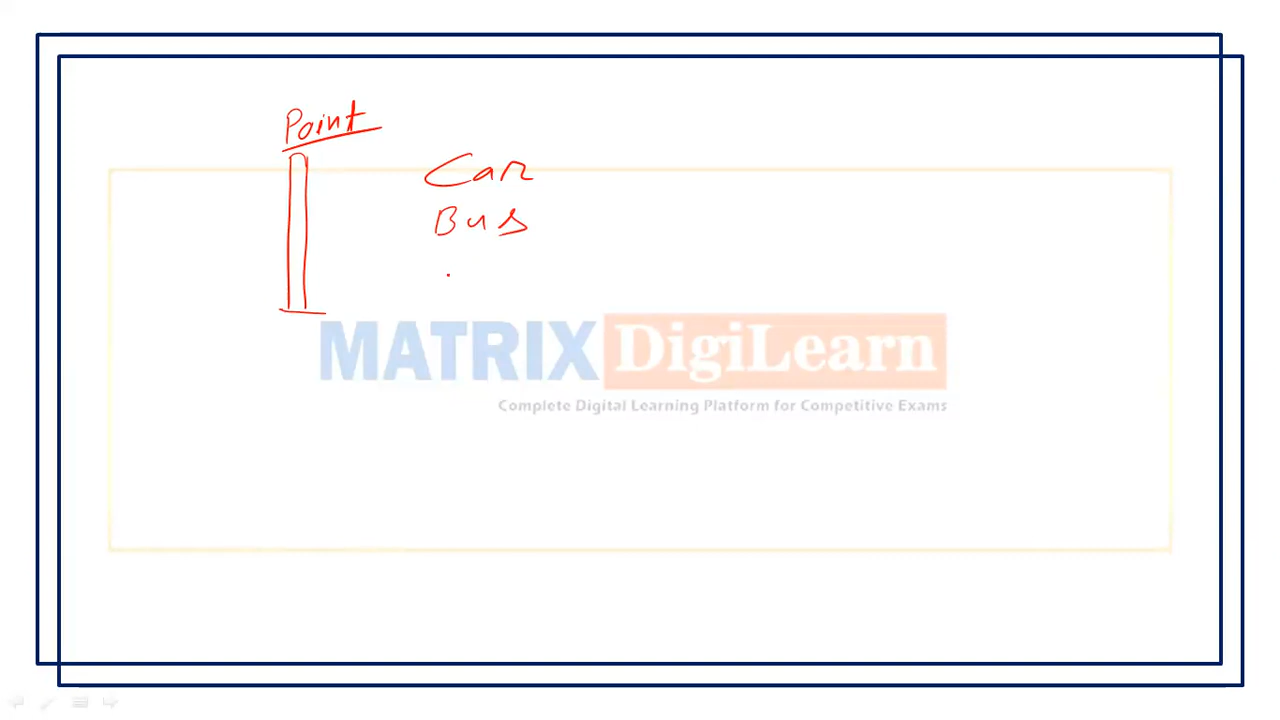 Point
Car
Bus
MATRIX DigiLearn
Complete Digital Learning Platform for Competitive Exams